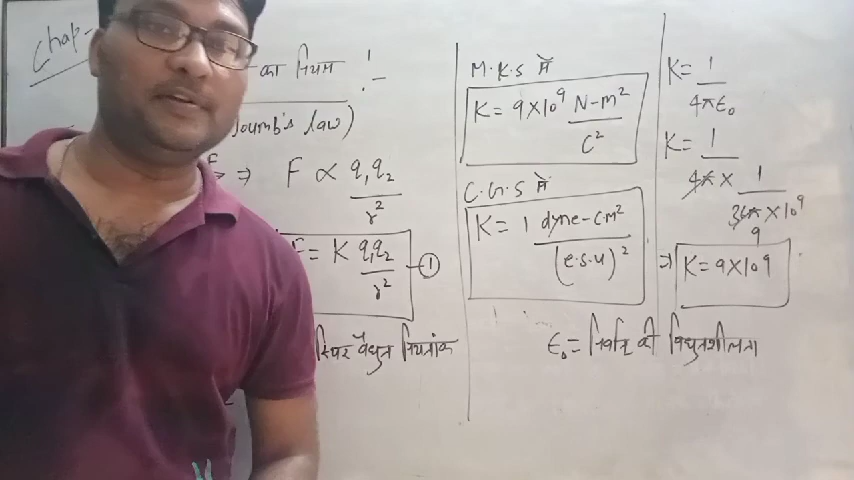 Chap-
का नियम :-
oumb's law)
⇒ F ∝ q₁q₂/r²
F = K q₁q₂/r² -①
स्थिर वैधुत नियतांक
M.K.S में
K = 9×10⁹ N-m²/C²
C.G.S में
K = 1 dyne-cm²/(e.s.u)²
K = 1/4πε₀
K = 1/4π × 1/36π×10⁹
9
⇒ K = 9×109
ε₀ = निर्वात की विधुतशीलता